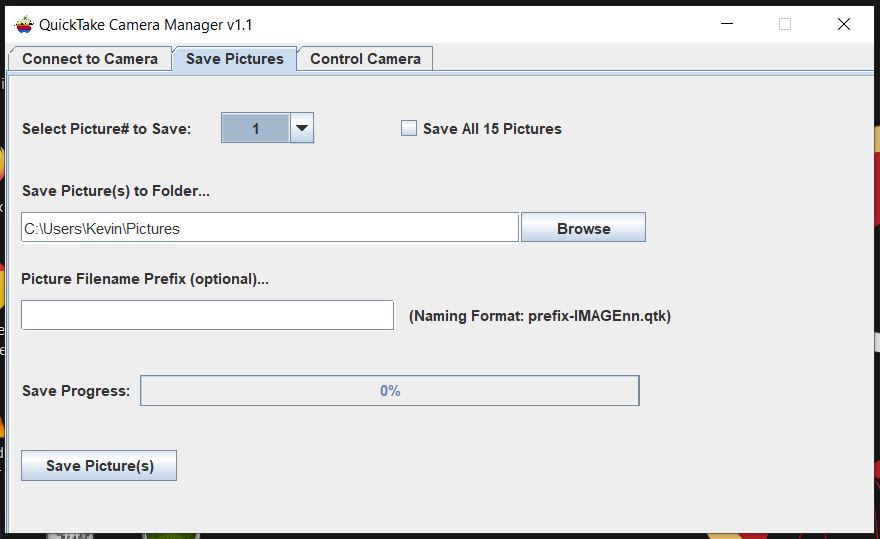 QuickTake Camera Manager v1.1
Connect to Camera Save Pictures Control Camera
Select Picture# to Save: 1 Save All 15 Pictures
Save Picture(s) to Folder...
C:\Users\Kevin\Pictures Browse
Picture Filename Prefix (optional)...
(Naming Format: prefix-IMAGEnn.qtk)
Save Progress: 0%
Save Picture(s)